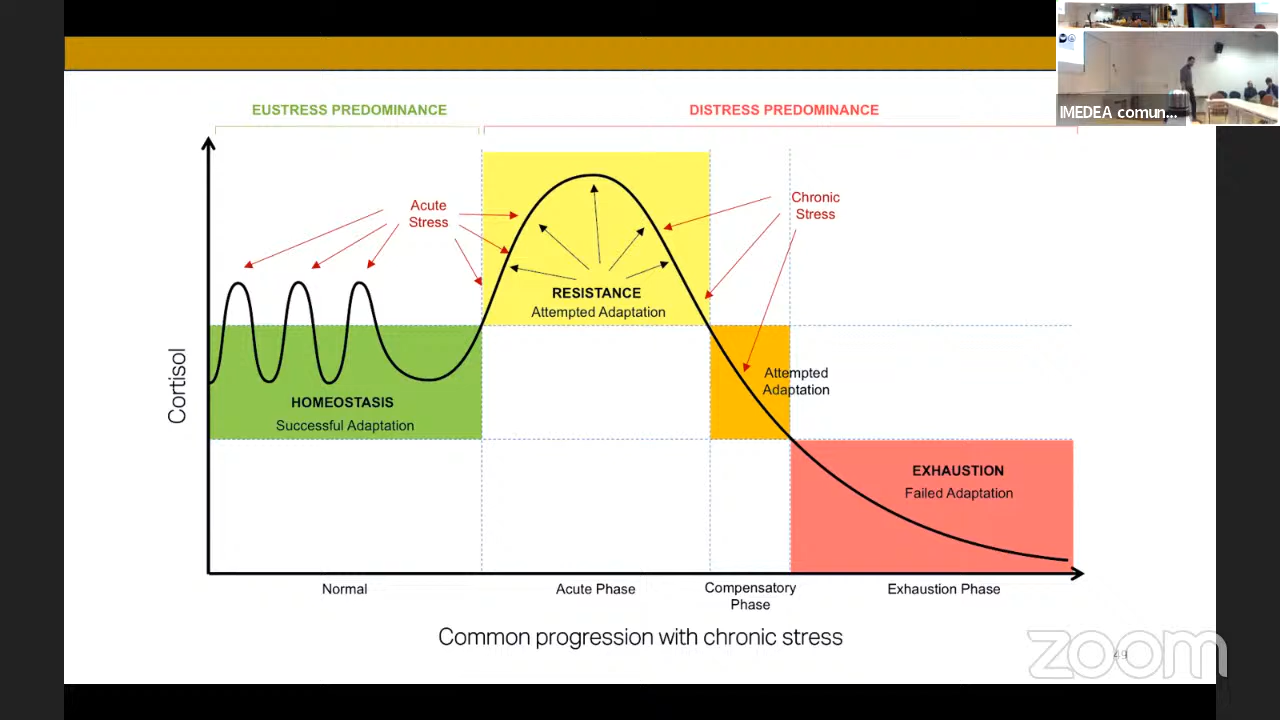 IMEDEA comun...
EUSTRESS PREDOMINANCE
DISTRESS PREDOMINANCE
Acute
Stress
Chronic
Stress
RESISTANCE
Attempted Adaptation
Cortisol
Attempted
Adaptation
HOMEOSTASIS
Successful Adaptation
EXHAUSTION
Failed Adaptation
Normal
Acute Phase
Compensatory
Phase
Exhaustion Phase
Common progression with chronic stress
zoom
49